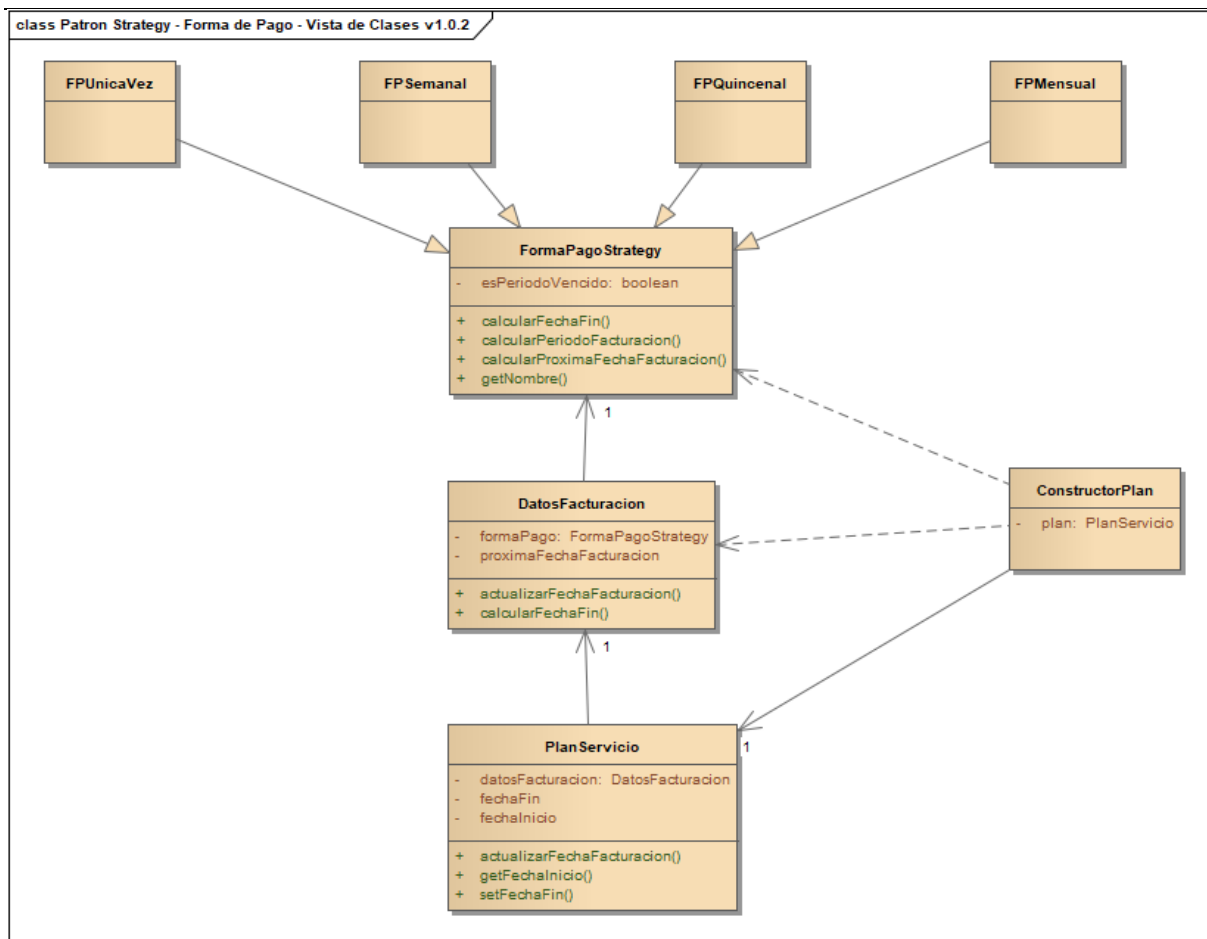 class Patron Strategy - Forma de Pago - Vista de Clases v1.0.2
FPUnicaVez
FPSemanal
FPQuincenal
FPMensual
FormaPagoStrategy
- esPeriodoVencido: boolean
+ calcularFechaFin()
+ calcularPeriodoFacturacion()
+ calcularProximaFechaFacturacion()
+ getNombre()
1
DatosFacturacion
- formaPago: FormaPagoStrategy
- proximaFechaFacturacion
+ actualizarFechaFacturacion()
+ calcularFechaFin()
ConstructorPlan
- plan: PlanServicio
1
PlanServicio
1
- datosFacturacion: DatosFacturacion
- fechaFin
- fechaInicio
+ actualizarFechaFacturacion()
+ getFechaInicio()
+ setFechaFin()